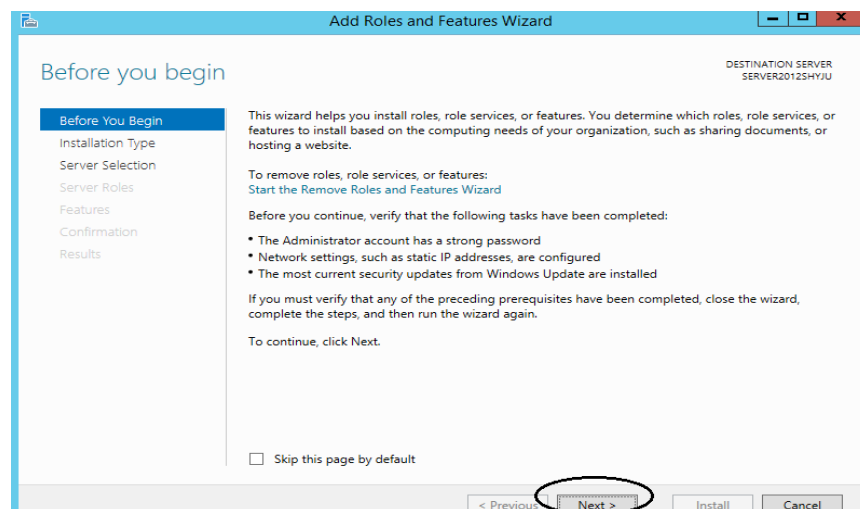 Add Roles and Features Wizard
Before you begin
DESTINATION SERVER
SERVER2012SHYJU
Before You Begin
Installation Type
Server Selection
Server Roles
Features
Confirmation
Results
This wizard helps you install roles, role services, or features. You determine which roles, role services, or
features to install based on the computing needs of your organization, such as sharing documents, or
hosting a website.
To remove roles, role services, or features:
Start the Remove Roles and Features Wizard
Before you continue, verify that the following tasks have been completed:
• The Administrator account has a strong password
• Network settings, such as static IP addresses, are configured
• The most current security updates from Windows Update are installed
If you must verify that any of the preceding prerequisites have been completed, close the wizard,
complete the steps, and then run the wizard again.
To continue, click Next.
Skip this page by default
< Previous
Next >
Install
Cancel